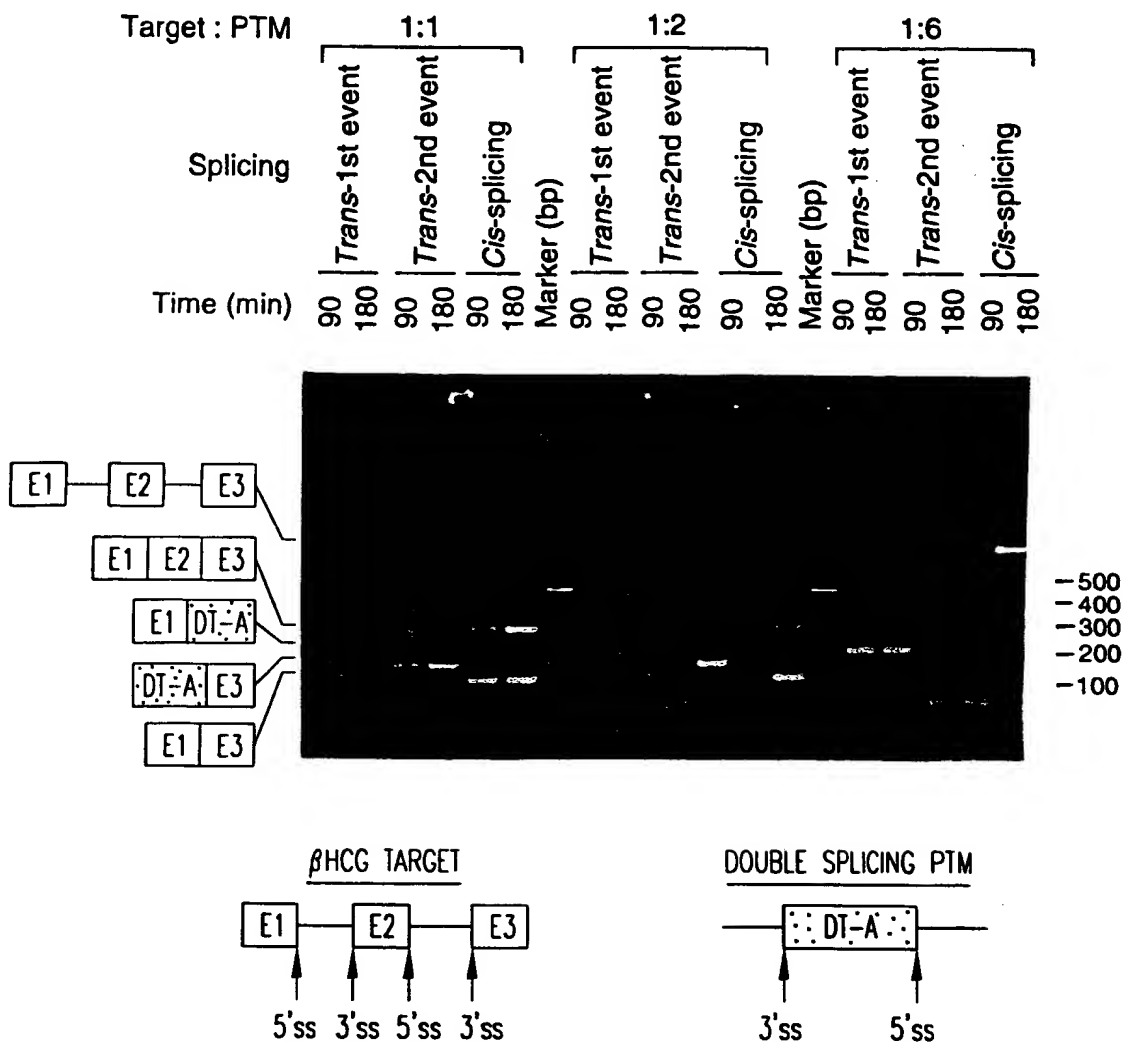 Target : PTM 1:1 1:2 1:6
Splicing
Trans-1st event
Trans-2nd event
Cis-splicing
Marker (bp)
Trans-1st event
Trans-2nd event
Cis-splicing
Marker (bp)
Trans-1st event
Trans-2nd event
Cis-splicing
Time (min) 90 180 90 180 90 180 90 180 90 180 90 180 90 180 90 180 90 180
E1 E2 E3
E1 E2 E3
E1 DT-A
DT-A E3
E1 E3
-500
-400
-300
-200
-100
βHCG TARGET
E1 E2 E3
5'ss 3'ss 5'ss 3'ss
DOUBLE SPLICING PTM
DT-A
3'ss 5'ss